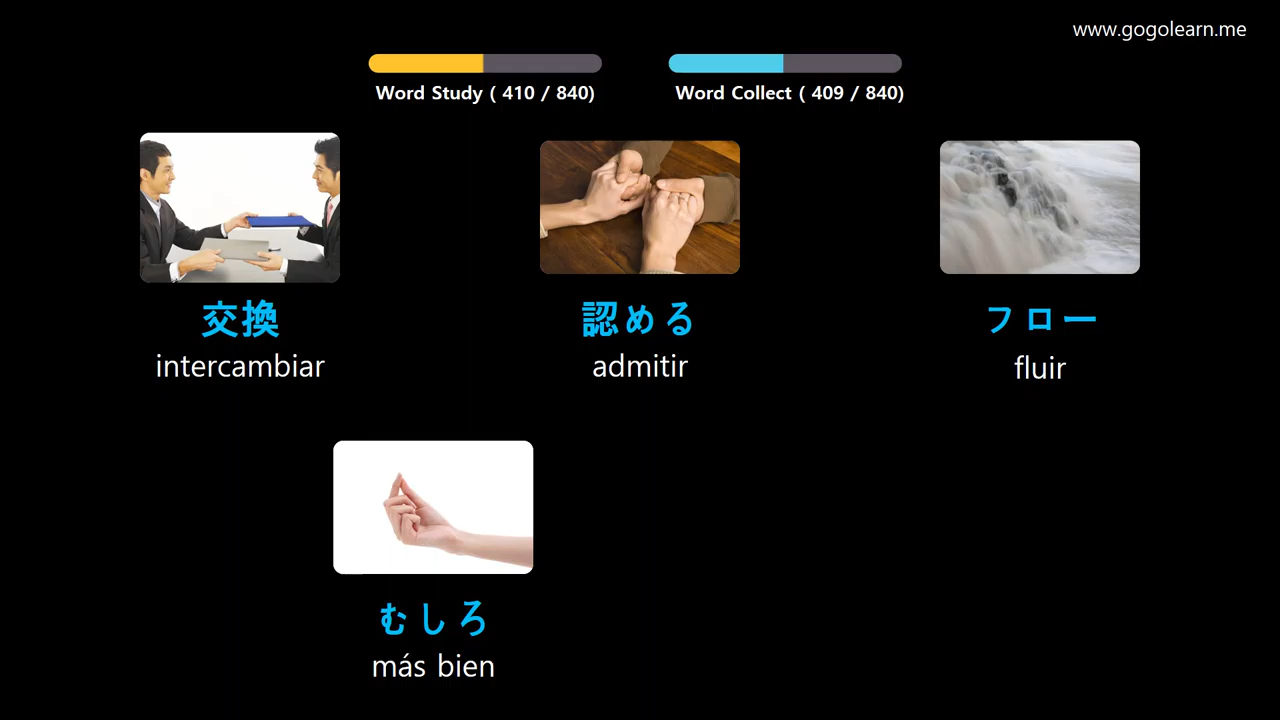 www.gogolearn.me
Word Study ( 410 / 840)
Word Collect ( 409 / 840)
交換
intercambiar
認める
admitir
フロー
fluir
むしろ
más bien